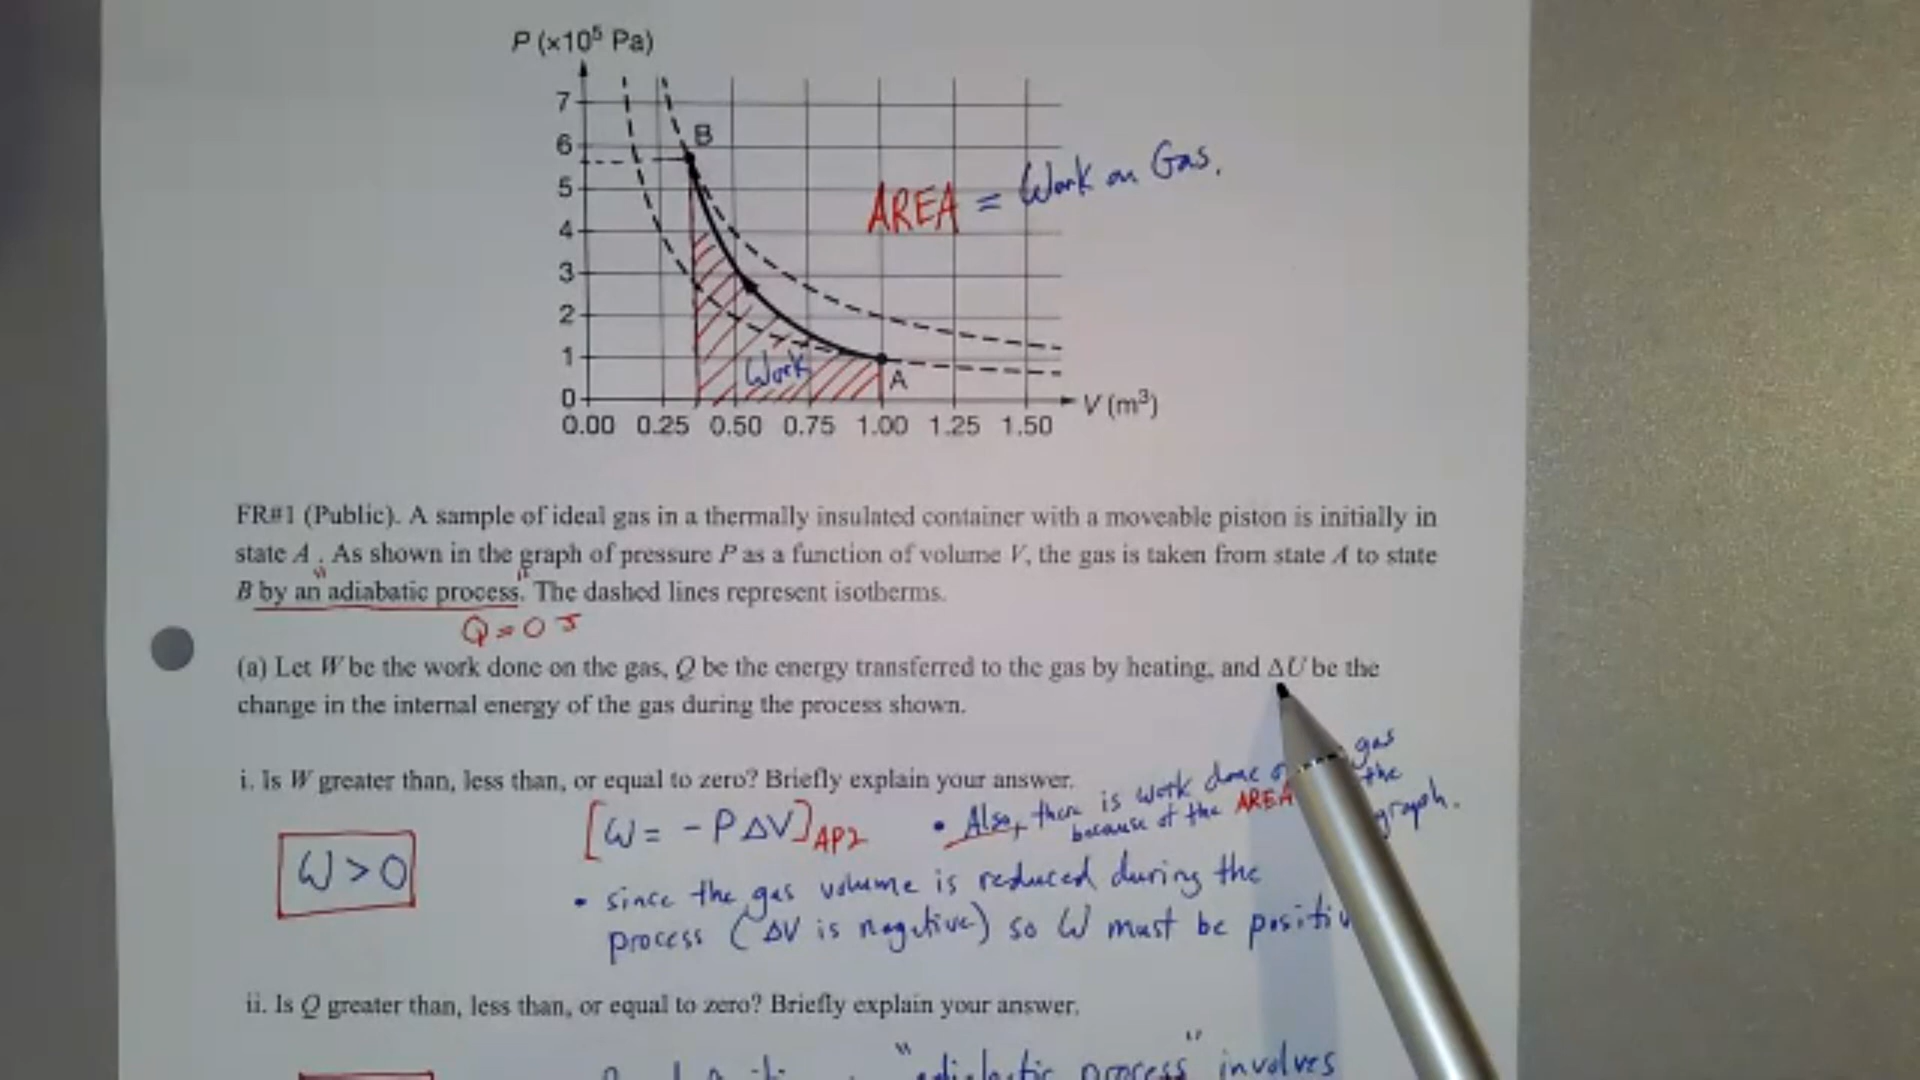 P (×10⁵ Pa)
7
6
5
4
3
2
1
0
B
A
AREA = Work on Gas.
Work
0.00 0.25 0.50 0.75 1.00 1.25 1.50
V (m³)
FR#1 (Public). A sample of ideal gas in a thermally insulated container with a moveable piston is initially in
state A . As shown in the graph of pressure P as a function of volume V, the gas is taken from state A to state
B by an "adiabatic process". The dashed lines represent isotherms.
Q = 0 J
(a) Let W be the work done on the gas, Q be the energy transferred to the gas by heating, and ΔU be the
change in the internal energy of the gas during the process shown.
i. Is W greater than, less than, or equal to zero? Briefly explain your answer.
W > 0
[W = - P ΔV] AP2
• Also, there is work done gas
because of the AREA the
graph.
• since the gas volume is reduced during the
process (ΔV is negative) so W must be
ii. Is Q greater than, less than, or equal to zero? Briefly explain your answer.
"adiabatic process" involves